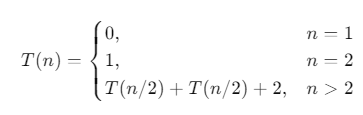 0, n = 1
T(n) = { 1, n = 2
T(n/2) + T(n/2) + 2, n > 2